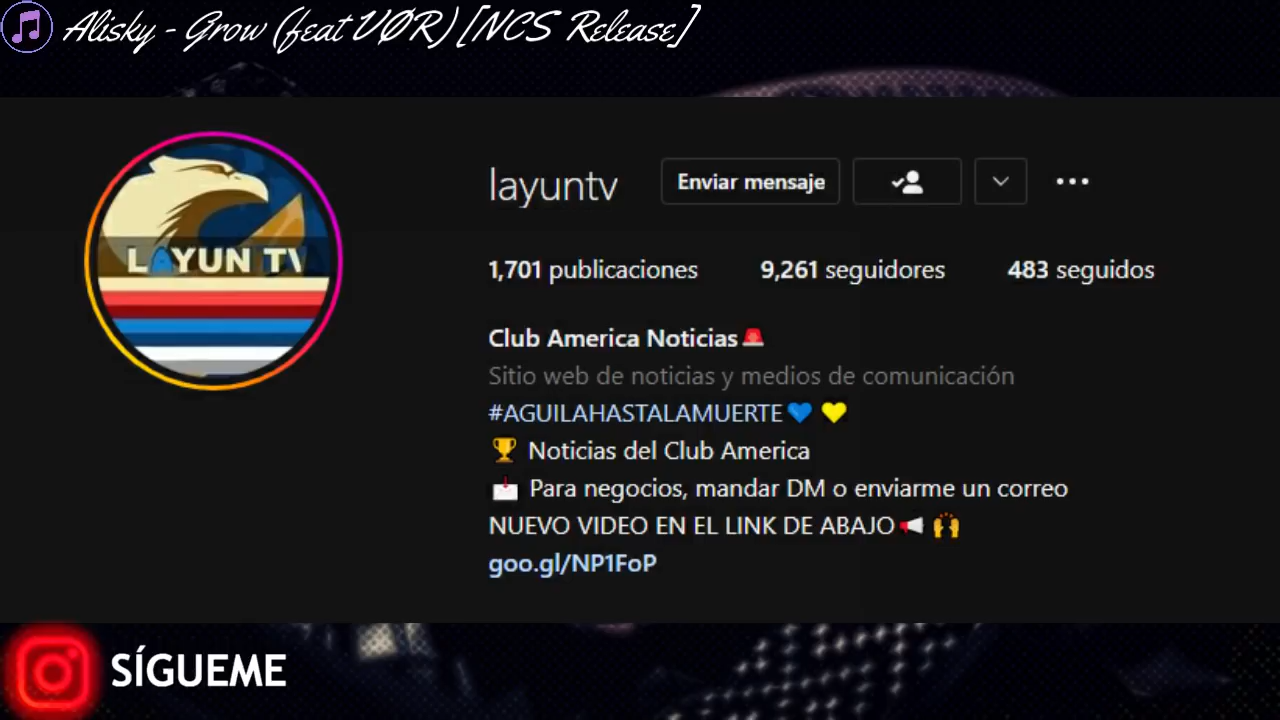 Alisky - Grow (feat VØR) [NCS Release]
LAYUN TV
layuntv
Enviar mensaje
1,701 publicaciones 9,261 seguidores 483 seguidos
Club America Noticias🚨
Sitio web de noticias y medios de comunicación
#AGUILAHASTALAMUERTE💙 💛
🏆 Noticias del Club America
📩 Para negocios, mandar DM o enviarme un correo
NUEVO VIDEO EN EL LINK DE ABAJO📢 🙌
goo.gl/NP1FoP
SÍGUEME